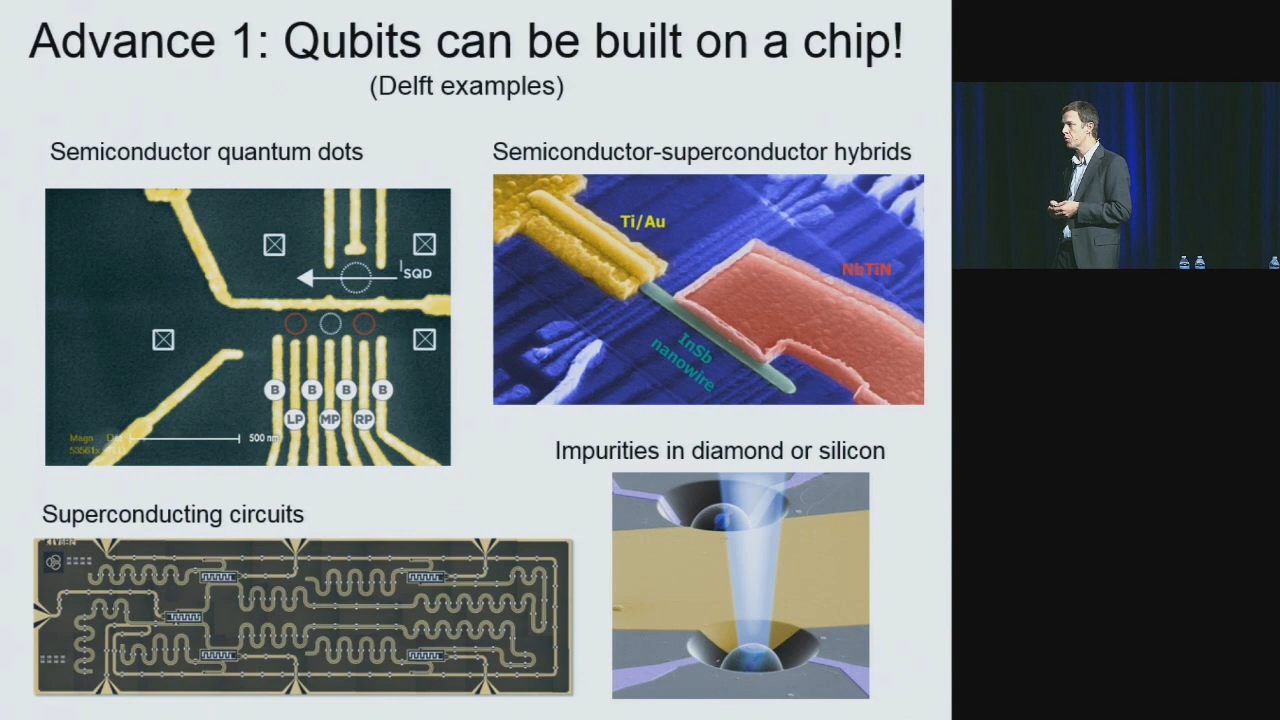 Advance 1: Qubits can be built on a chip!
(Delft examples)
Semiconductor quantum dots
Semiconductor-superconductor hybrids
I SQD
B B B B
LP MP RP
Magn
500 nm
Ti/Au
NbTiN
InSb
nanowire
Impurities in diamond or silicon
Superconducting circuits